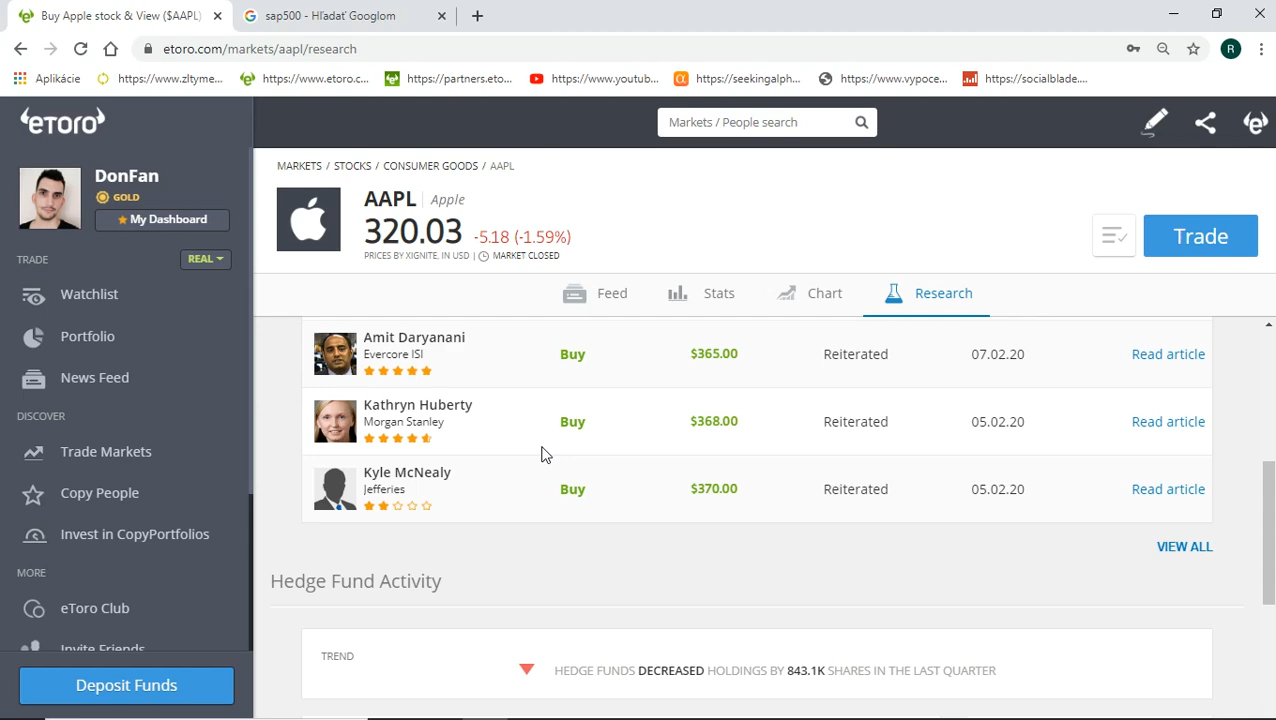 Buy Apple stock & View ($AAPL)
sap500 - Hľadať Googlom
etoro.com/markets/aapl/research
R
Aplikácie
https://www.zltyme...
https://www.etoro.c...
https://partners.eto...
https://www.youtub...
https://seekingalph...
https://www.vypoce...
https://socialblade....
eTORO
Markets / People search
DonFan
GOLD
My Dashboard
TRADE
REAL
Watchlist
Portfolio
News Feed
DISCOVER
Trade Markets
Copy People
Invest in CopyPortfolios
MORE
eToro Club
Invite Friends
Deposit Funds
MARKETS / STOCKS / CONSUMER GOODS / AAPL
AAPL | Apple
320.03 -5.18 (-1.59%)
PRICES BY XIGNITE, IN USD | MARKET CLOSED
Trade
Feed
Stats
Chart
Research
Amit Daryanani
Evercore ISI
Buy $365.00 Reiterated 07.02.20 Read article
Kathryn Huberty
Morgan Stanley
Buy $368.00 Reiterated 05.02.20 Read article
Kyle McNealy
Jefferies
Buy $370.00 Reiterated 05.02.20 Read article
VIEW ALL
Hedge Fund Activity
TREND
HEDGE FUNDS DECREASED HOLDINGS BY 843.1K SHARES IN THE LAST QUARTER